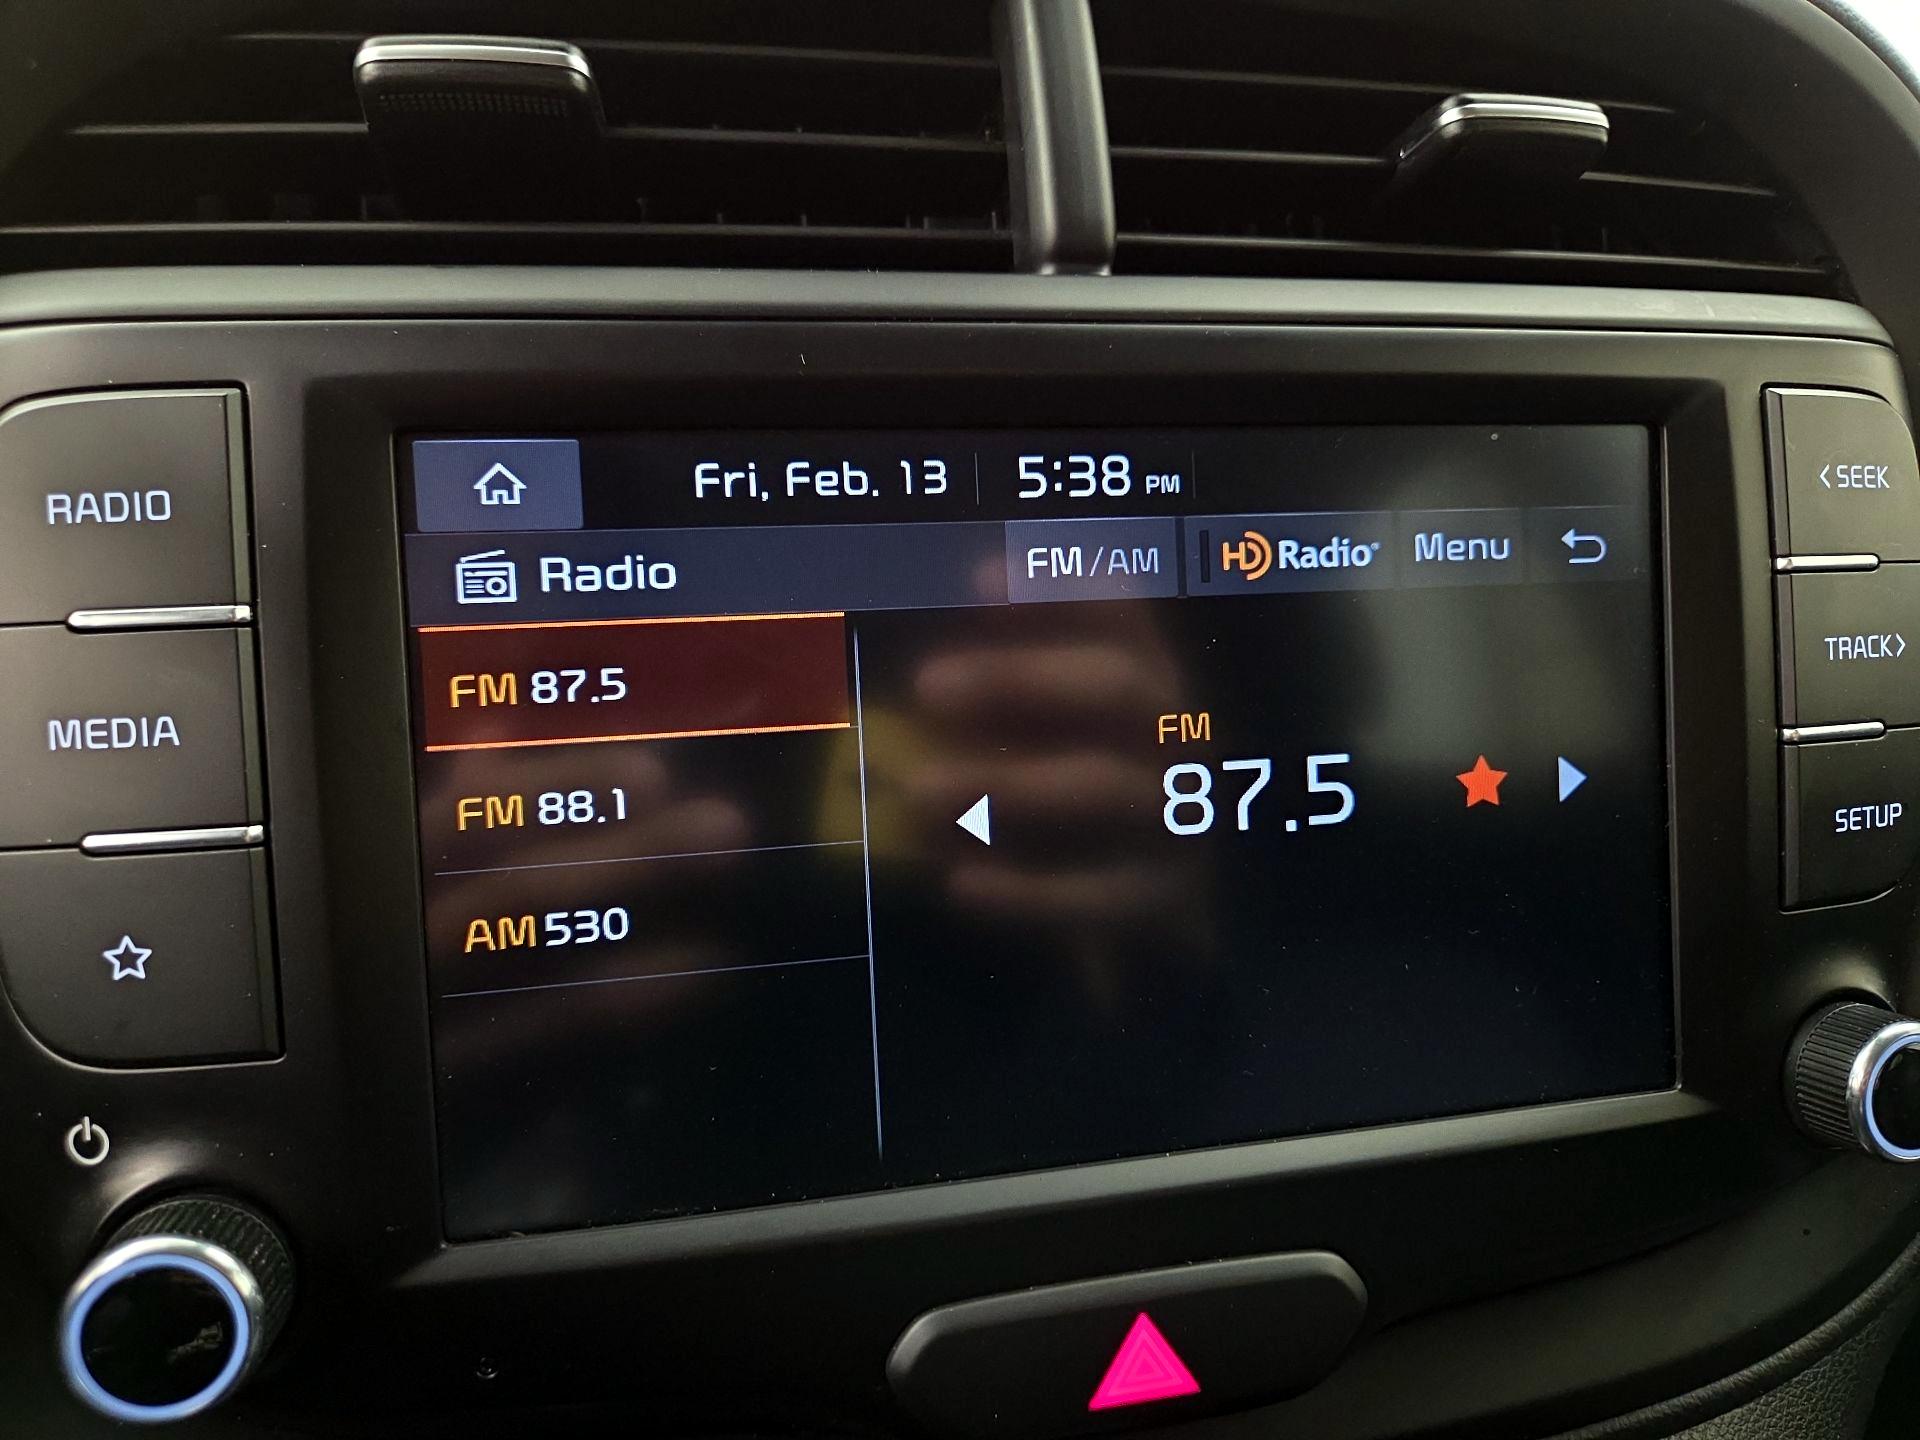 Fri, Feb. 13 5:38 PM
Radio FM/AM HD Radio® Menu
FM 87.5
FM 88.1
AM 530
FM
87.5
RADIO
MEDIA
< SEEK
TRACK >
SETUP